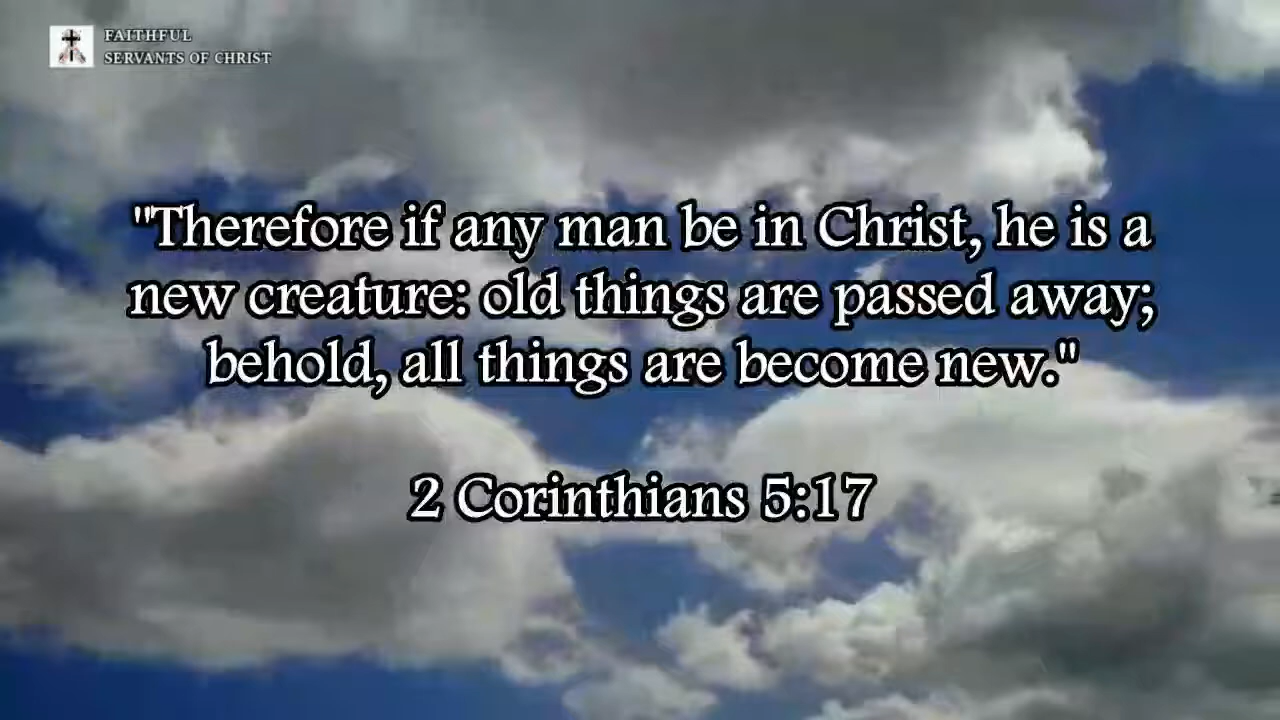 FAITHFUL
SERVANTS OF CHRIST
"Therefore if any man be in Christ, he is a
new creature: old things are passed away;
behold, all things are become new."
2 Corinthians 5:17